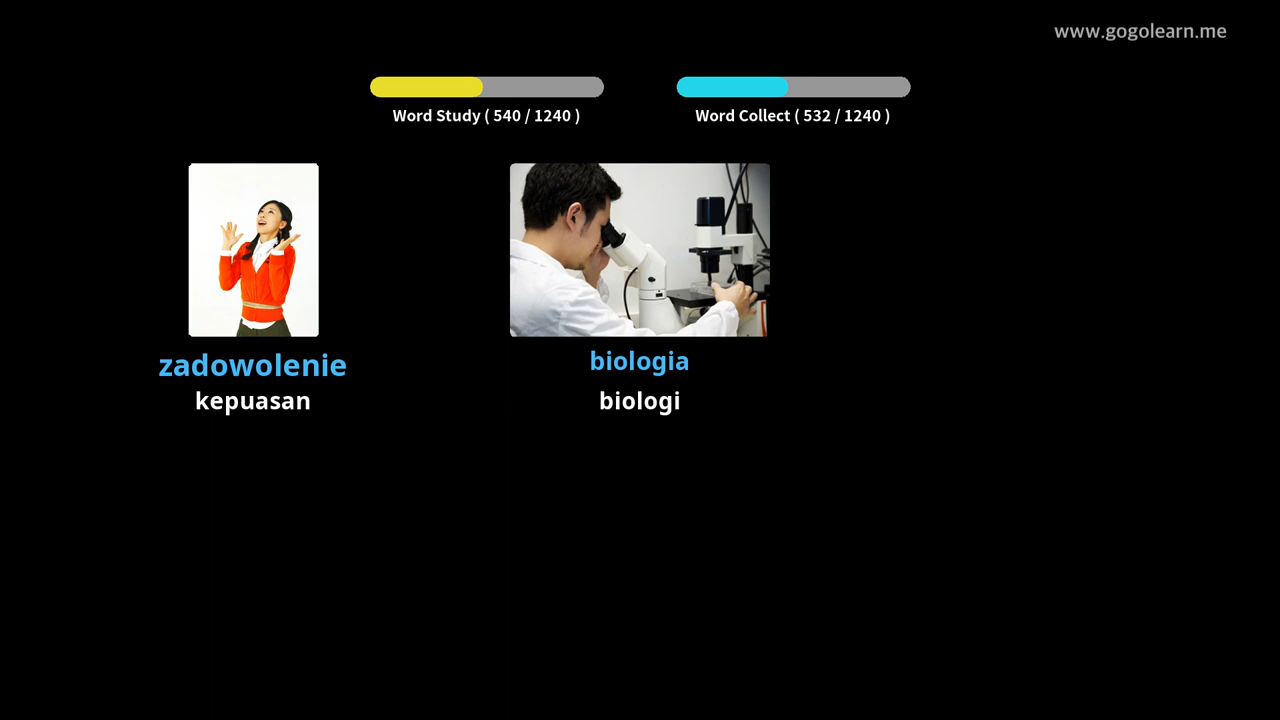 www.gogolearn.me
Word Study ( 540 / 1240 )
Word Collect ( 532 / 1240 )
zadowolenie
kepuasan
biologia
biologi